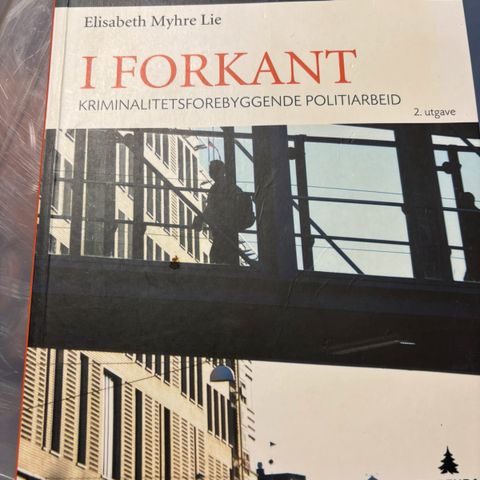 Elisabeth Myhre Lie
I FORKANT
KRIMINALITETSFOREBYGGENDE POLITIARBEID
2. utgave